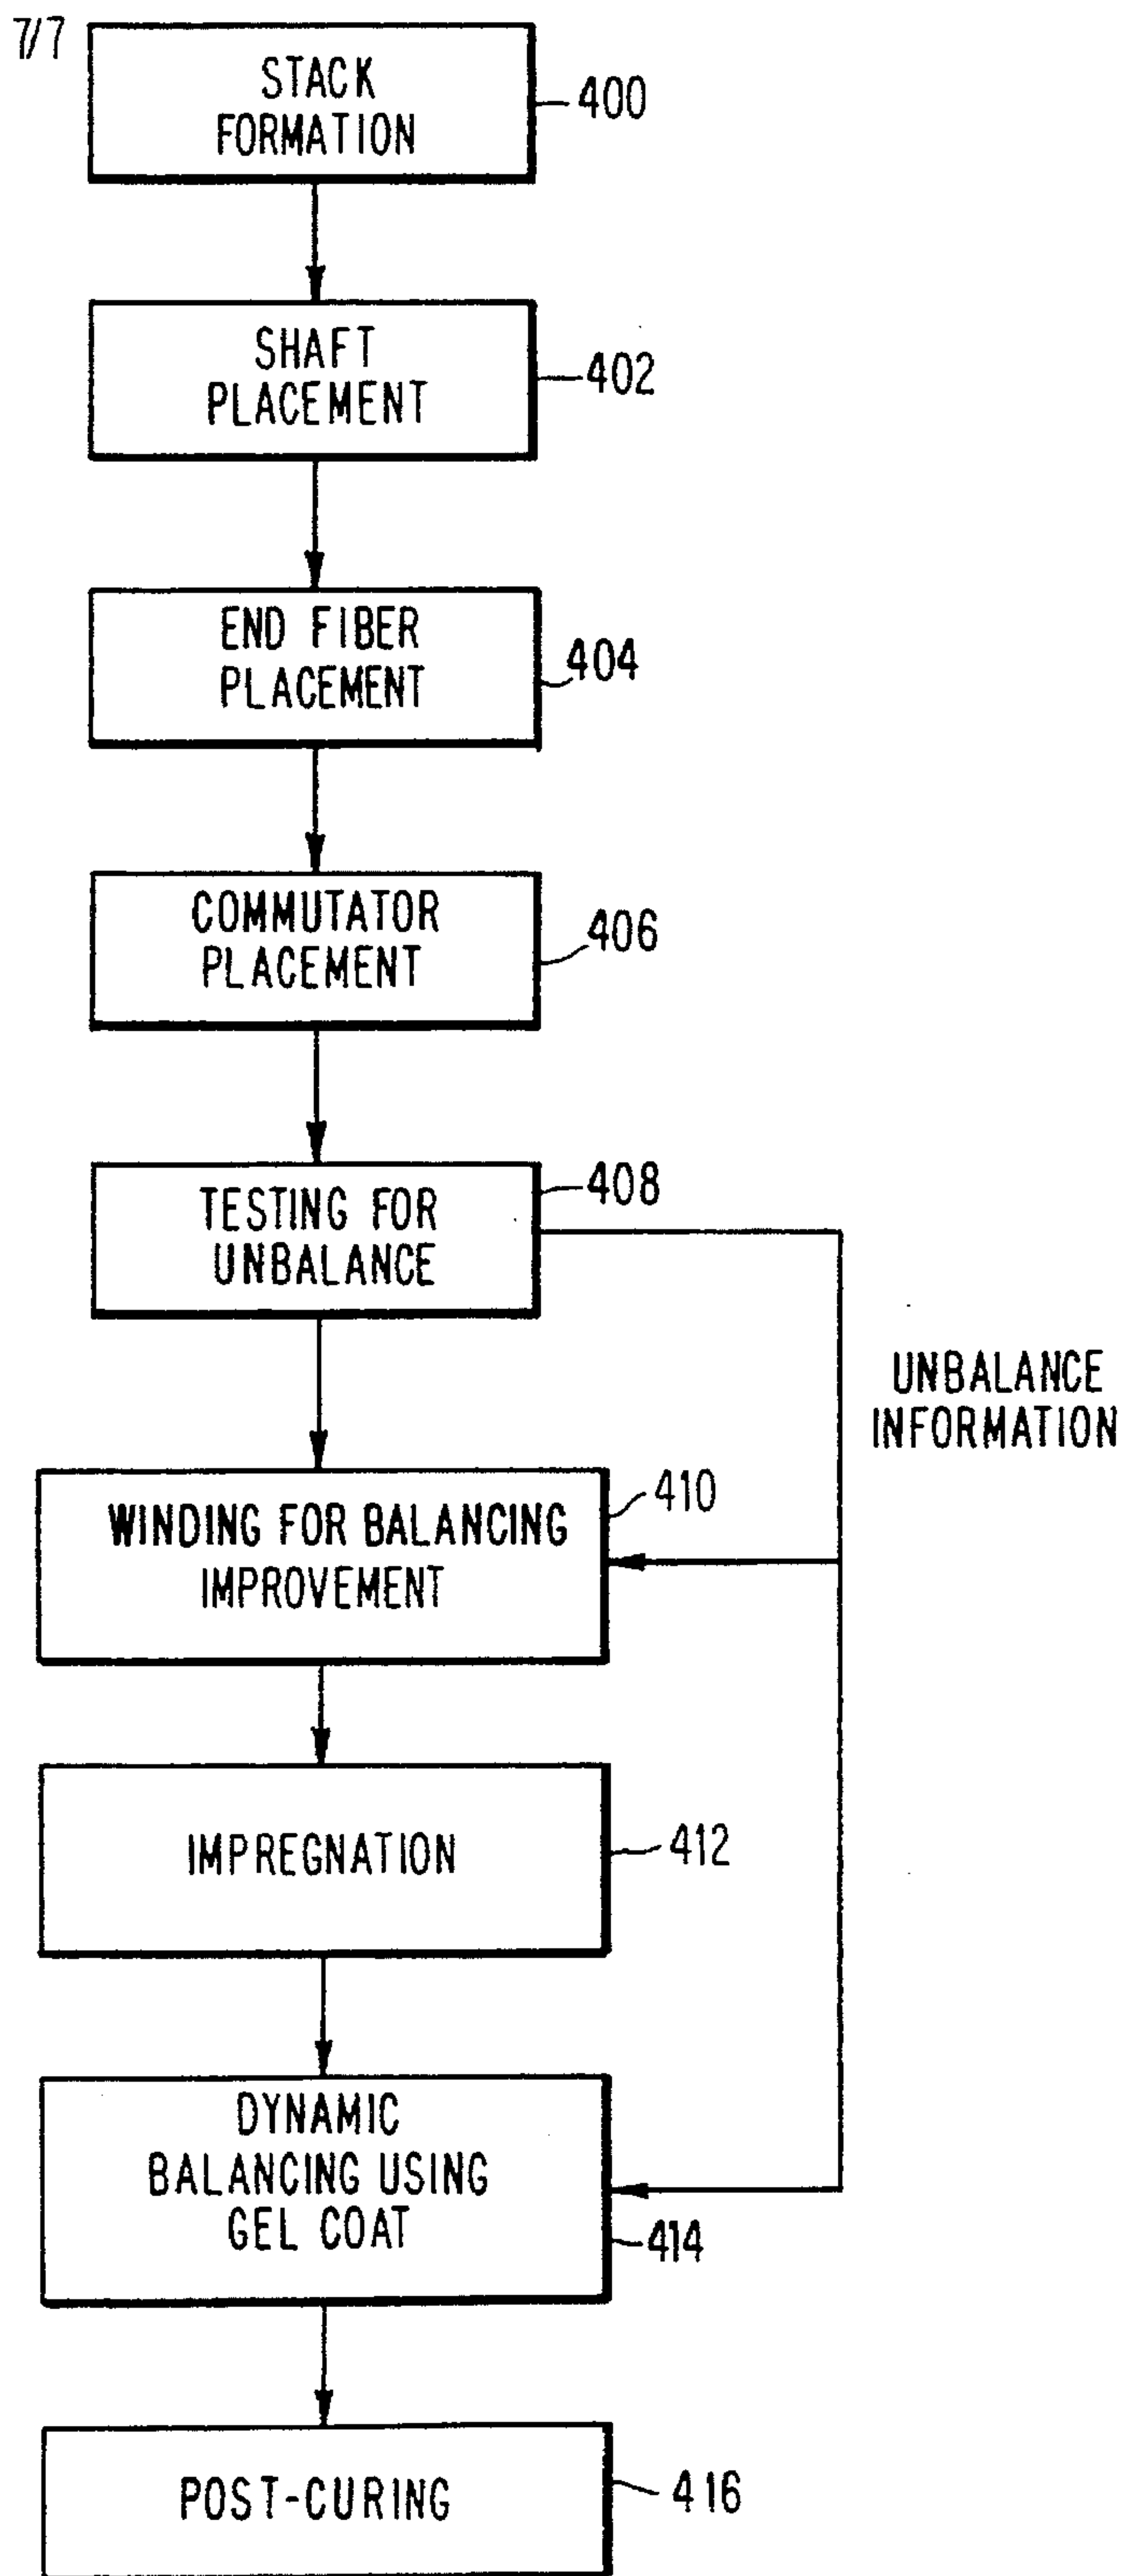 7/7
STACK
FORMATION
400
SHAFT
PLACEMENT
402
END FIBER
PLACEMENT
404
COMMUTATOR
PLACEMENT
406
TESTING FOR
UNBALANCE
408
UNBALANCE
INFORMATION
WINDING FOR BALANCING
IMPROVEMENT
410
IMPREGNATION
412
DYNAMIC
BALANCING USING
GEL COAT
414
POST-CURING
416